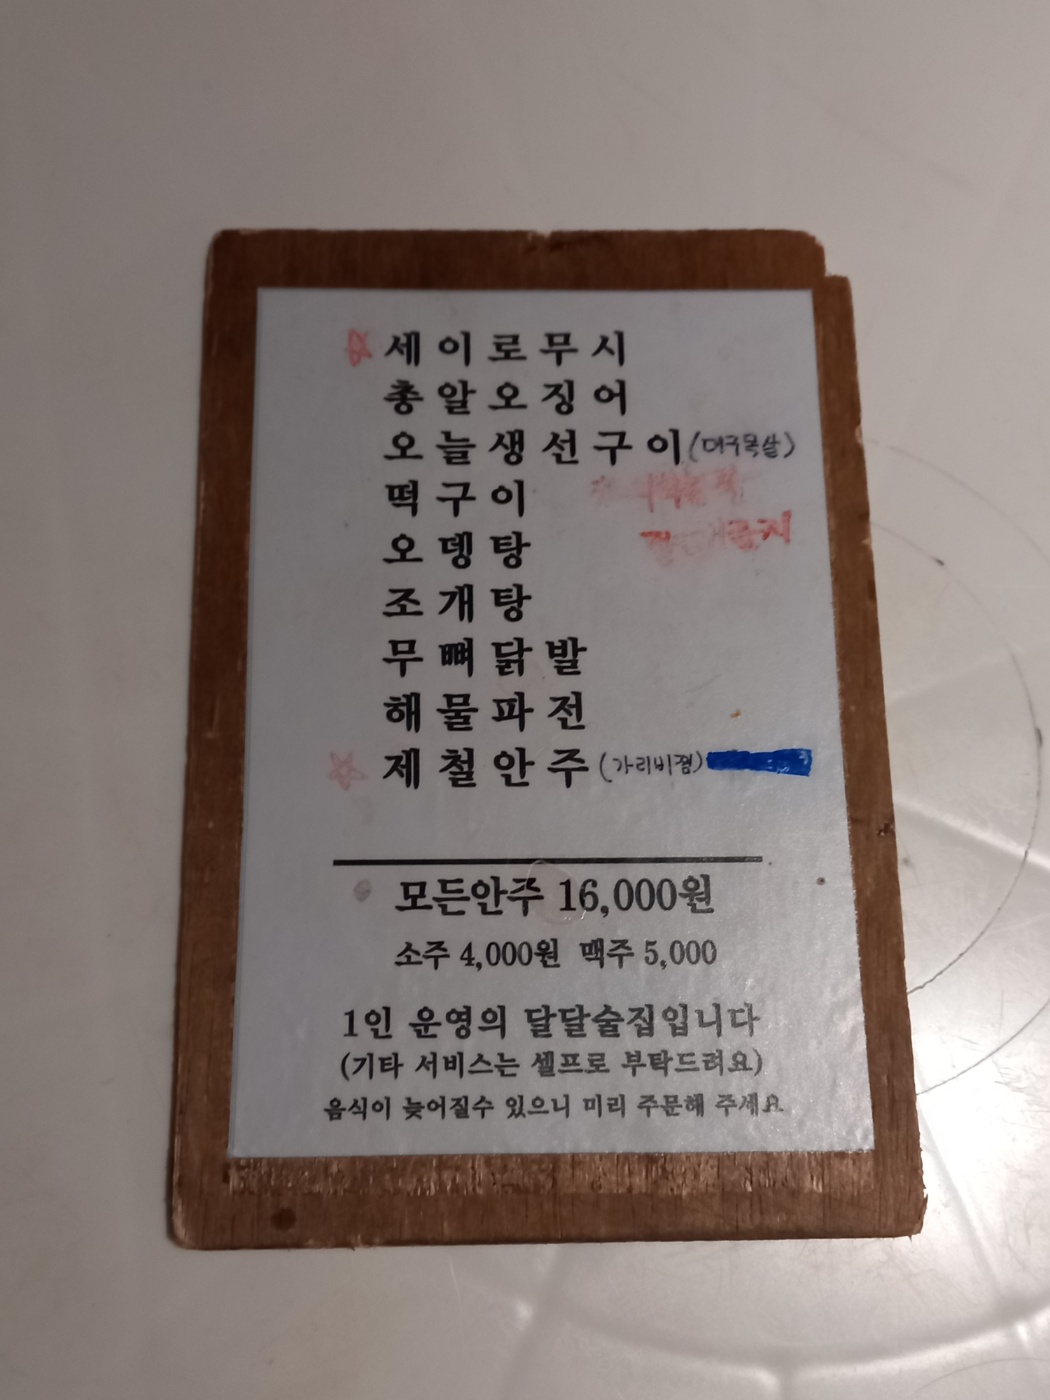 세이로무시
총알오징어
오늘생선구이(대구목살)
떡구이
오뎅탕
조개탕
무뼈닭발
해물파전
제철안주(가리비찜)
모든안주 16,000원
소주 4,000원 맥주 5,000
1인 운영의 달달술집입니다
(기타 서비스는 셀프로 부탁드려요)
음식이 늦어질수 있으니 미리 주문해 주세요